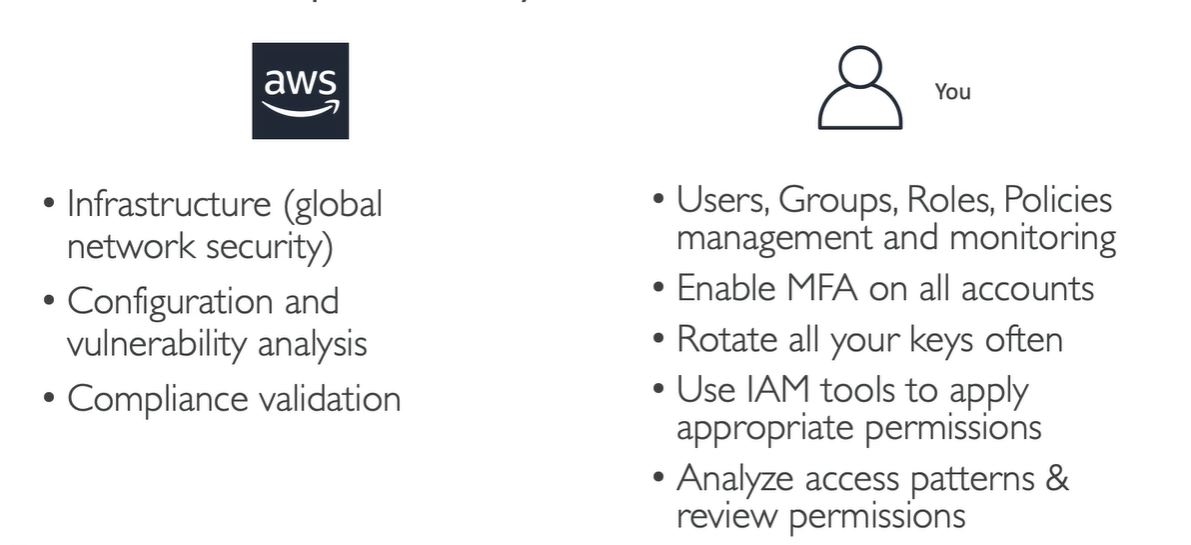 aws
You
• Infrastructure (global
network security)
• Configuration and
vulnerability analysis
• Compliance validation
• Users, Groups, Roles, Policies
management and monitoring
• Enable MFA on all accounts
• Rotate all your keys often
• Use IAM tools to apply
appropriate permissions
• Analyze access patterns &
review permissions